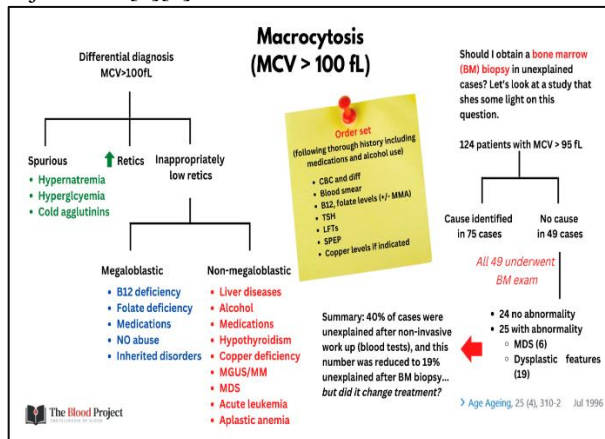 Macrocytosis
(MCV > 100 fL)
Differential diagnosis
MCV>100fL
Spurious
• Hypernatremia
• Hyperglcyemia
• Cold agglutinins
Retics
Inappropriately
low retics
Megaloblastic
• B12 deficiency
• Folate deficiency
• Medications
• NO abuse
• Inherited disorders
Non-megaloblastic
• Liver diseases
• Alcohol
• Medications
• Hypothyroidism
• Copper deficiency
• MGUS/MM
• MDS
• Acute leukemia
• Aplastic anemia
Order set
(following thorough history including
medications and alcohol use)
• CBC and diff
• Blood smear
• B12, folate levels (+/- MMA)
• TSH
• LFTs
• SPEP
• Copper levels if indicated
Should I obtain a bone marrow
(BM) biopsy in unexplained
cases? Let's look at a study that
shes some light on this
question.
124 patients with MCV > 95 fL
Cause identified
in 75 cases
No cause
in 49 cases
All 49 underwent
BM exam
• 24 no abnormality
• 25 with abnormality
○ MDS (6)
○ Dysplastic features
(19)
Summary: 40% of cases were
unexplained after non-invasive
work up (blood tests), and this
number was reduced to 19%
unexplained after BM biopsy...
but did it change treatment?
> Age Ageing, 25 (4), 310-2 Jul 1996
The Blood Project